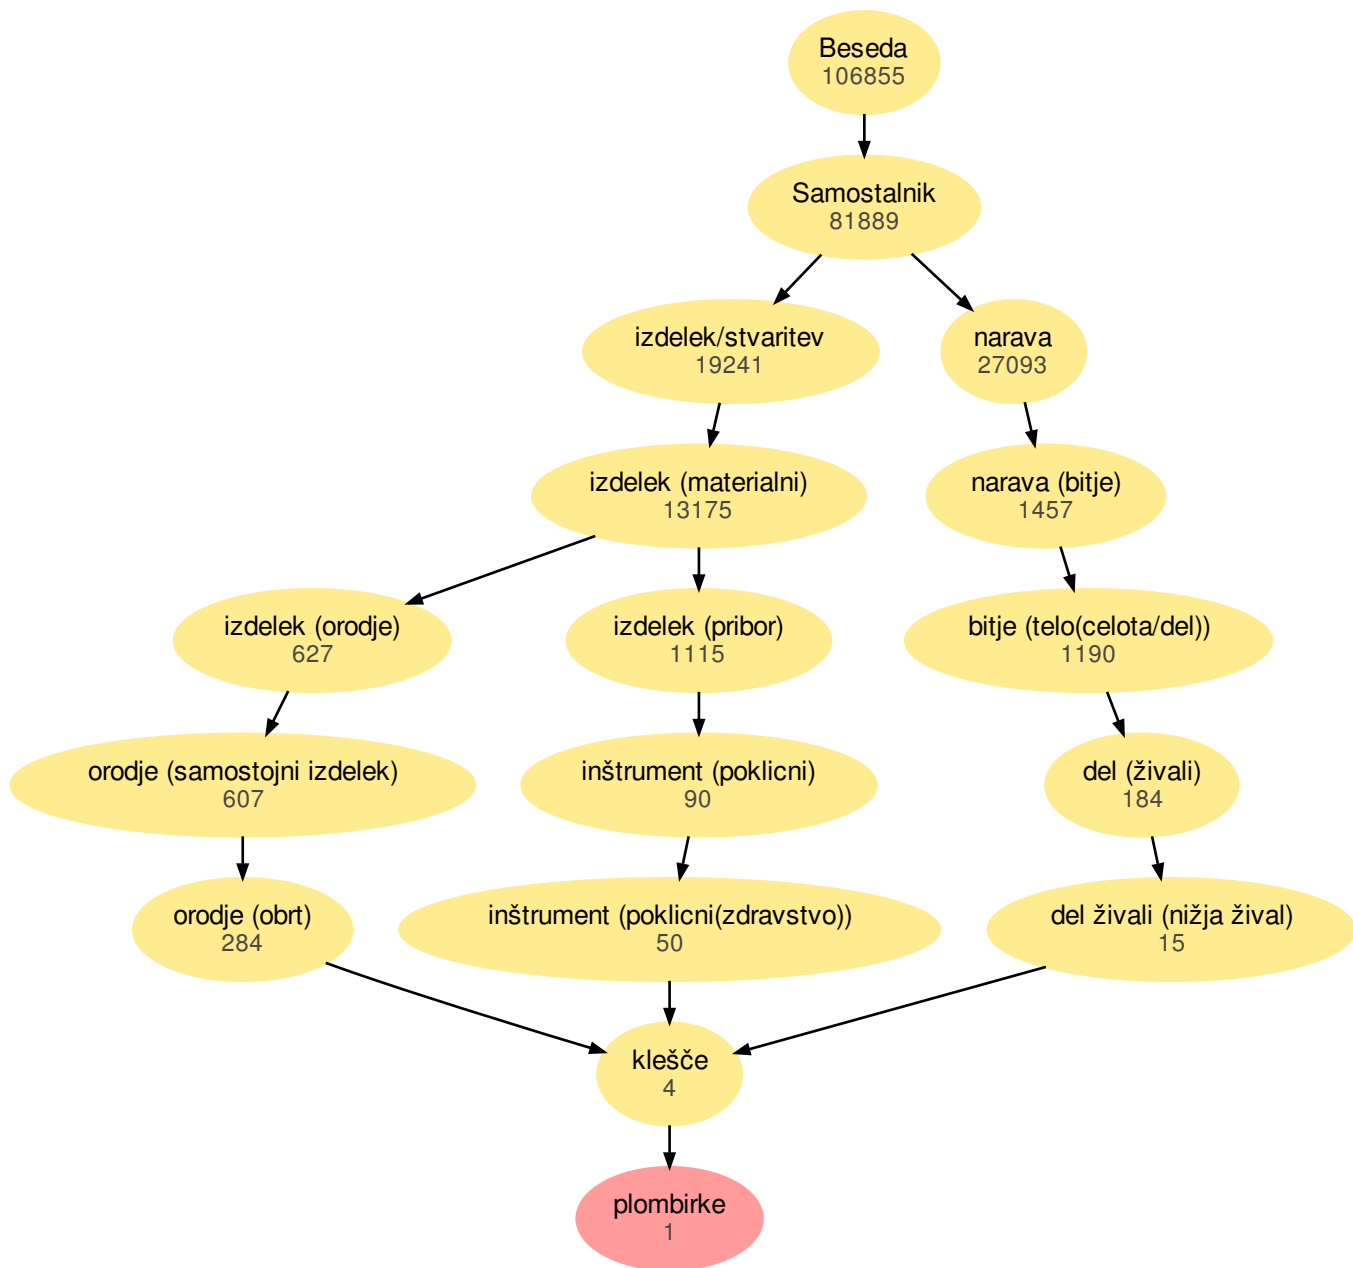 Beseda
106855
Samostalnik
81889
izdelek/stvaritev
19241
narava
27093
izdelek (materialni)
13175
narava (bitje)
1457
izdelek (orodje)
627
izdelek (pribor)
1115
bitje (telo(celota/del))
1190
orodje (samostojni izdelek)
607
inštrument (poklicni)
90
del (živali)
184
orodje (obrt)
284
inštrument (poklicni(zdravstvo))
50
del živali (nižja žival)
15
klešče
4
plombirke
1